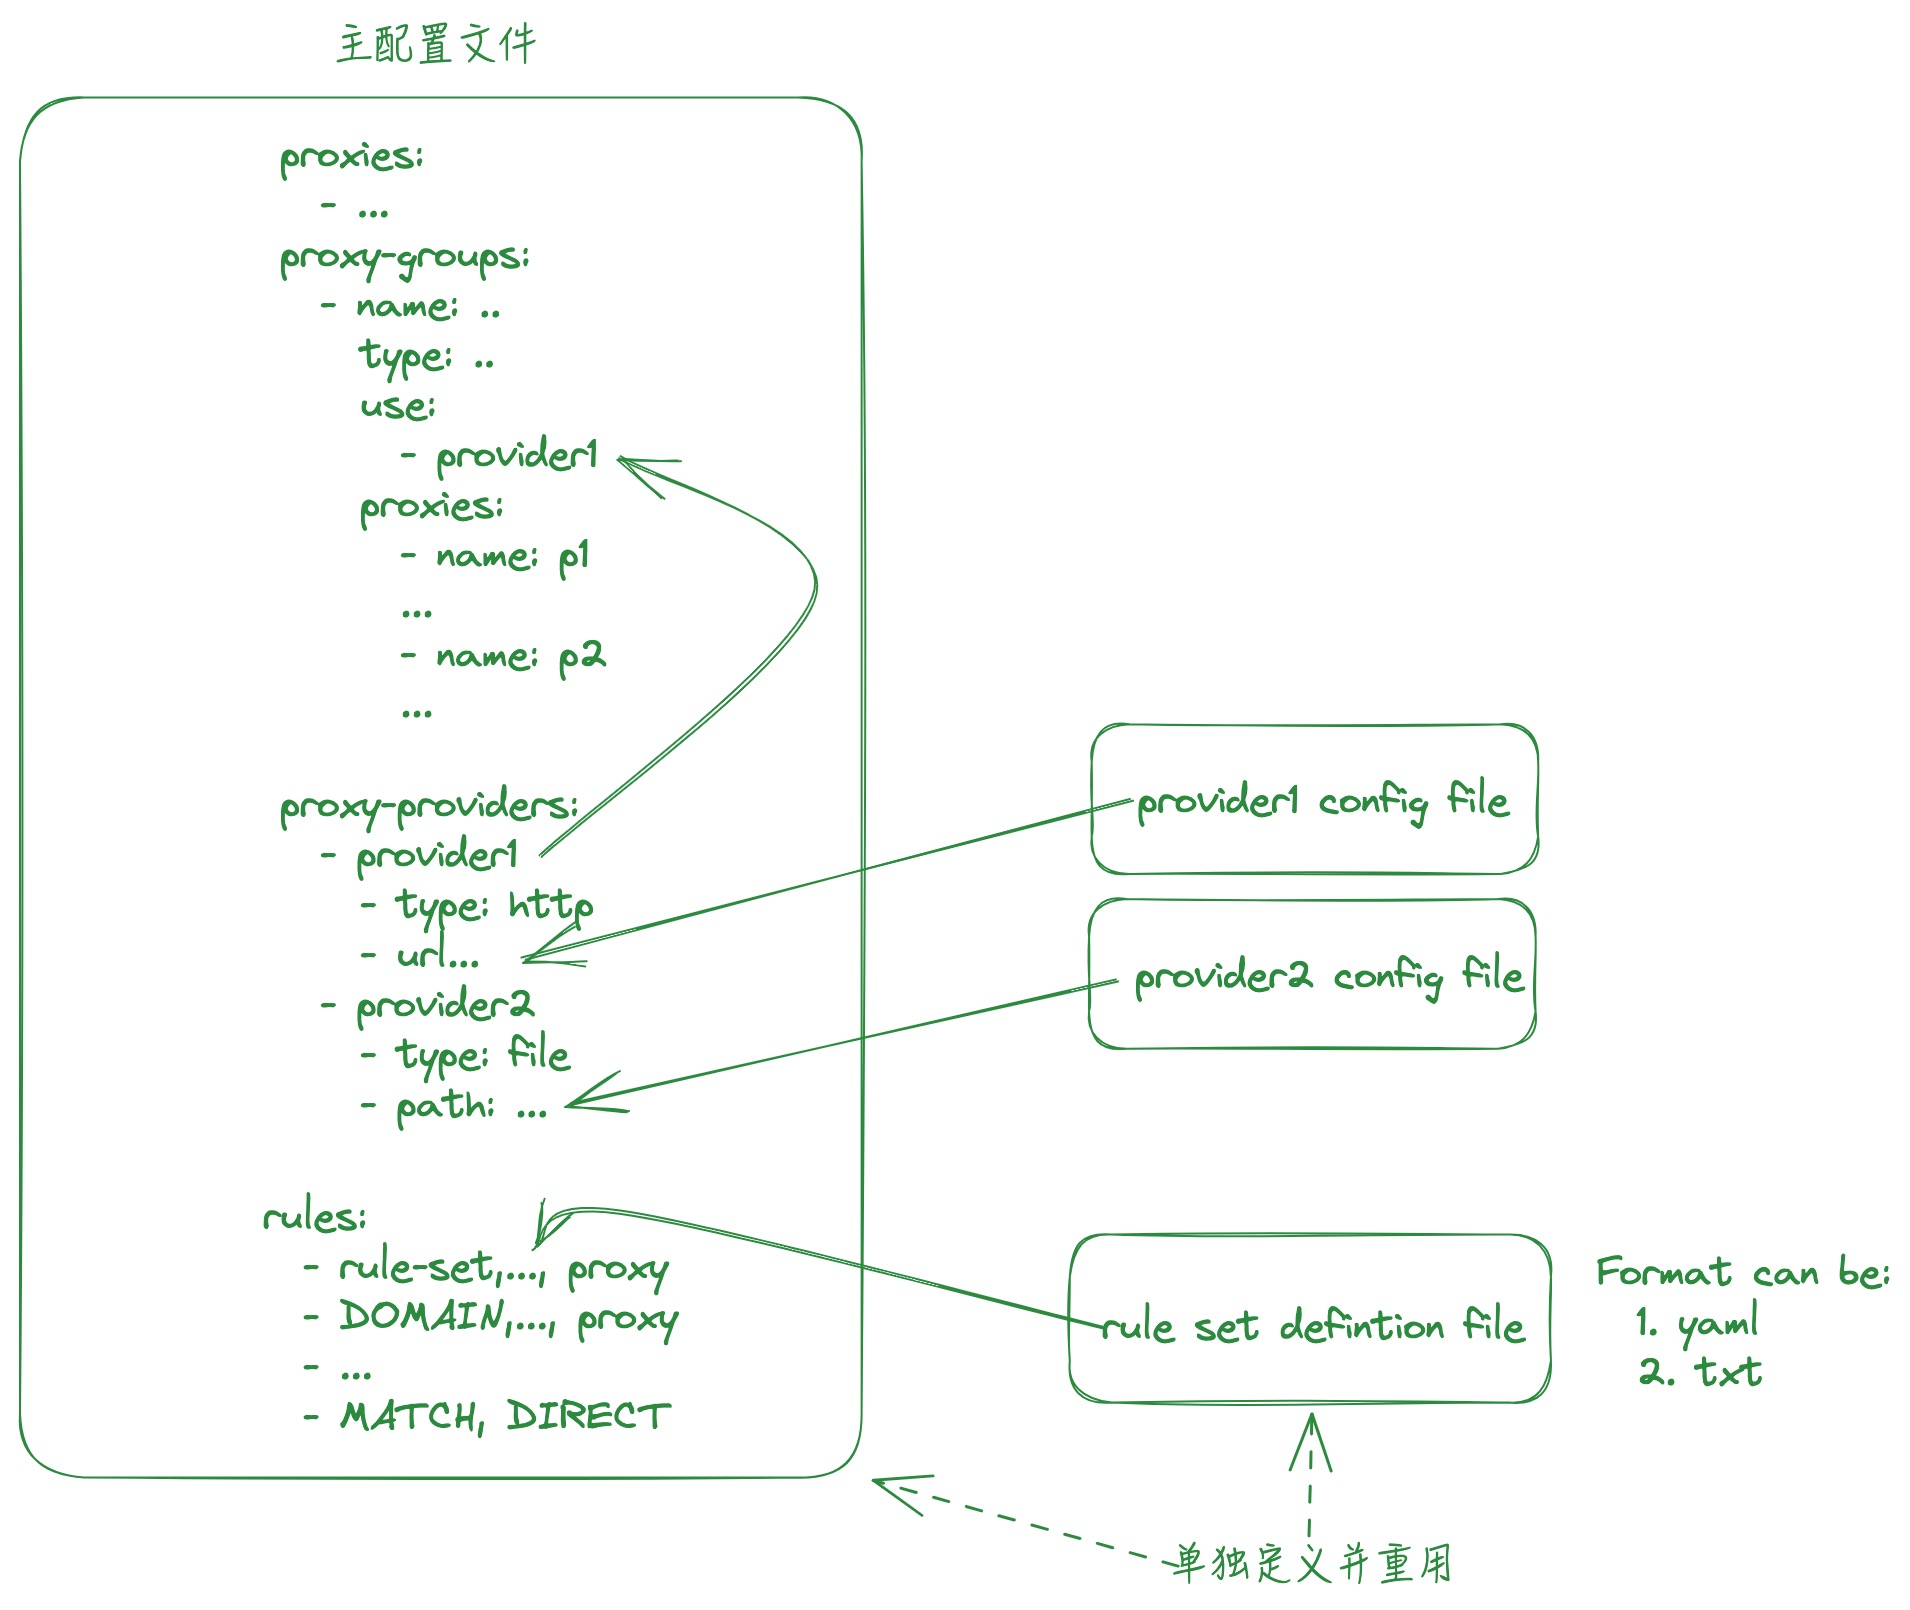 主配置文件
proxies:
- ...
proxy-groups:
- name: ..
type: ..
use:
- provider1
proxies:
- name: p1
...
- name: p2
...
proxy-providers:
- provider1
- type: http
- url...
- provider2
- type: file
- path: ...
rules:
- rule-set,..., proxy
- DOMAIN,..., proxy
- ...
- MATCH, DIRECT
provider1 config file
provider2 config file
rule set defintion file
Format can be:
1. yaml
2. txt
单独定义并重用